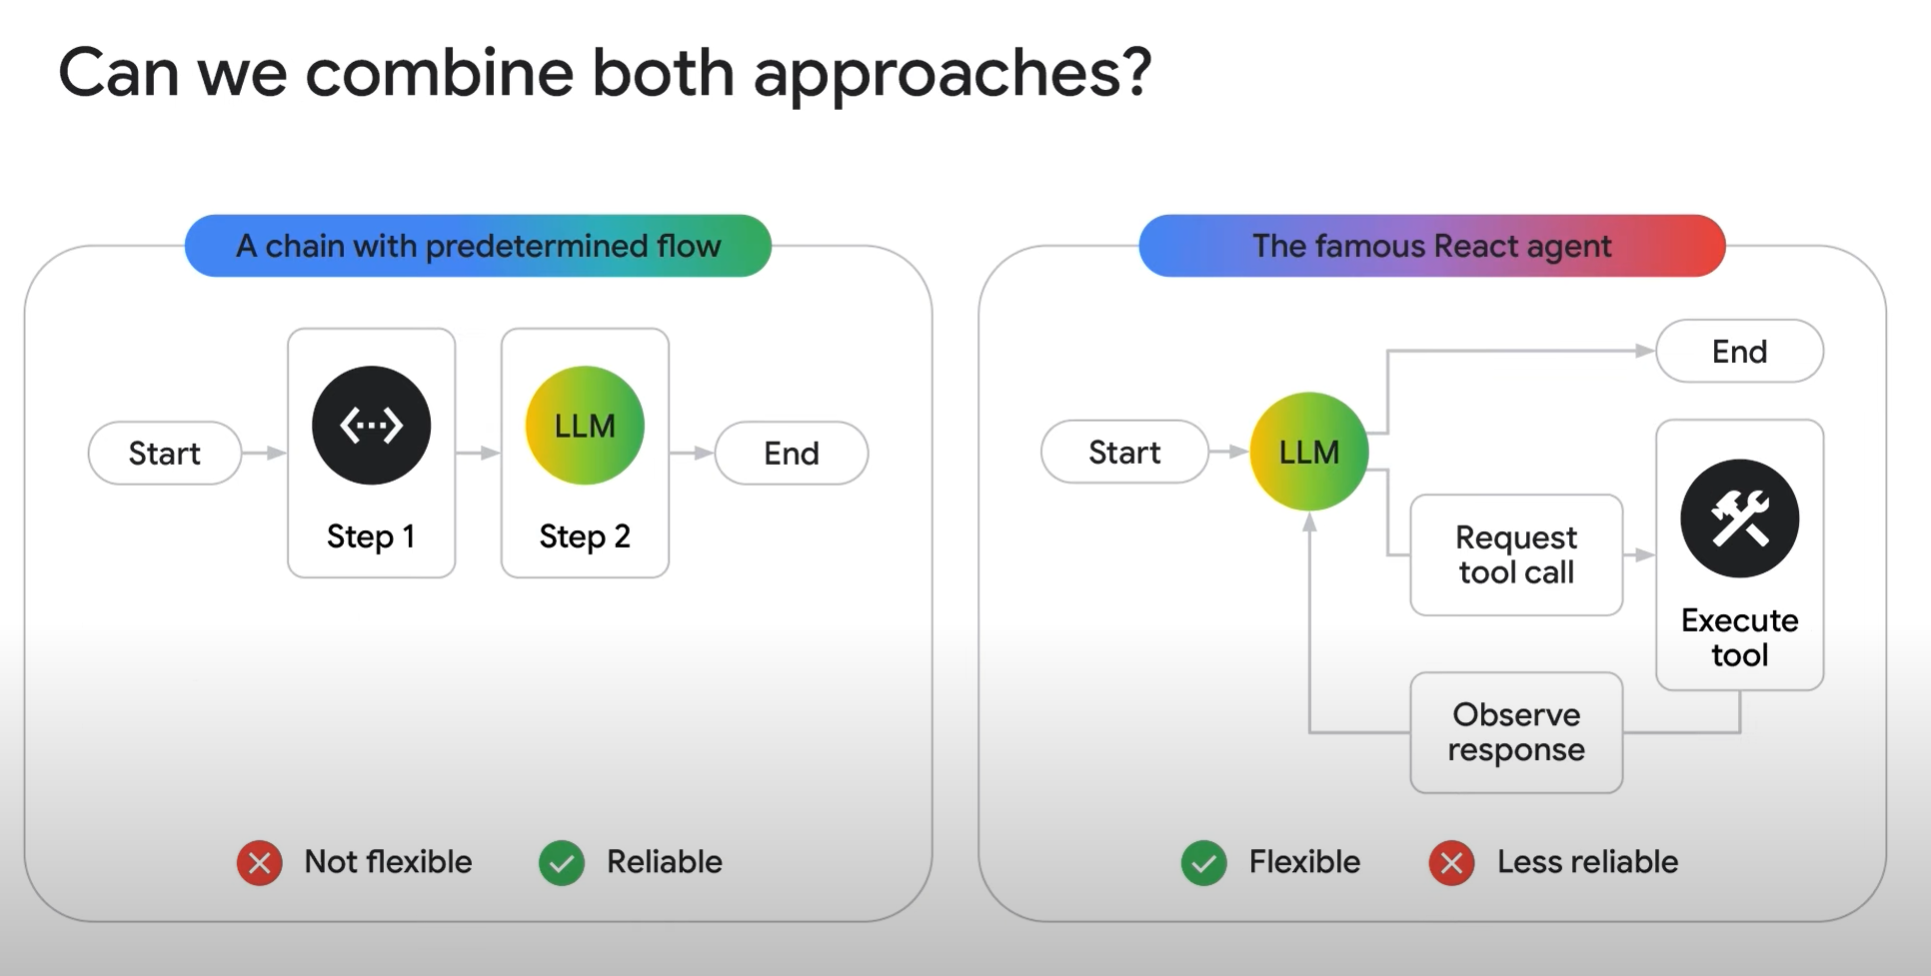 Can we combine both approaches?
A chain with predetermined flow
Start
Step 1
LLM
Step 2
End
Not flexible
Reliable
The famous React agent
Start
LLM
End
Request
tool call
Execute
tool
Observe
response
Flexible
Less reliable